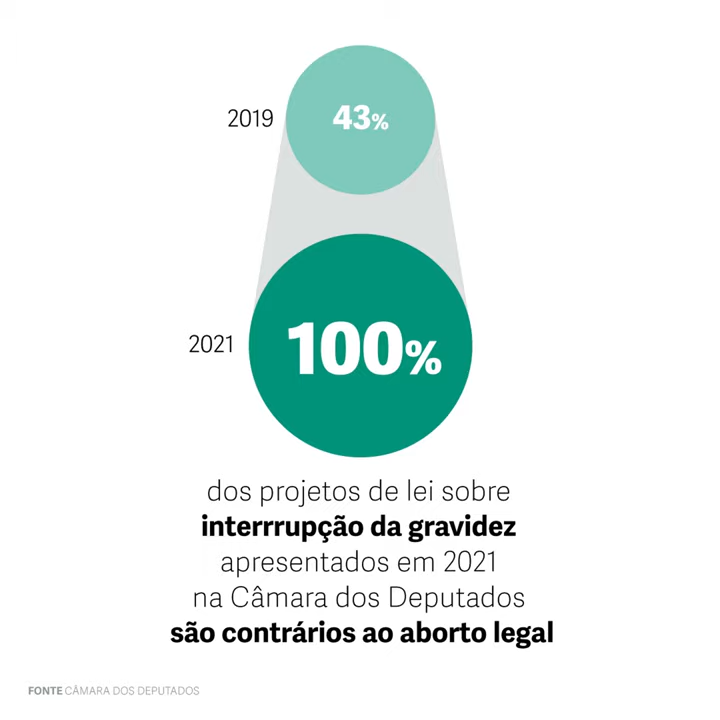 2019
43%
2021
100%
dos projetos de lei sobre
interrrupção da gravidez
apresentados em 2021
na Câmara dos Deputados
são contrários ao aborto legal
FONTE CÂMARA DOS DEPUTADOS